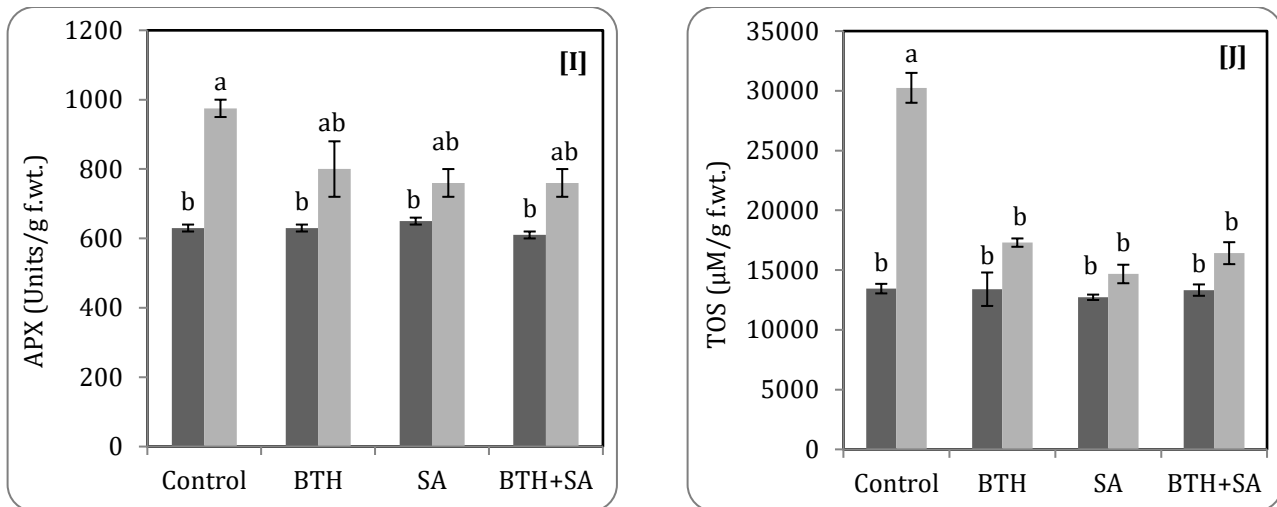 [I]
APX (Units/g f.wt.)
1200
1000
800
600
400
200
0
b
a
b
ab
b
ab
b
ab
Control
BTH
SA
BTH+SA
[J]
TOS (µM/g f.wt.)
35000
30000
25000
20000
15000
10000
5000
0
b
a
b
b
b
b
b
b
Control
BTH
SA
BTH+SA